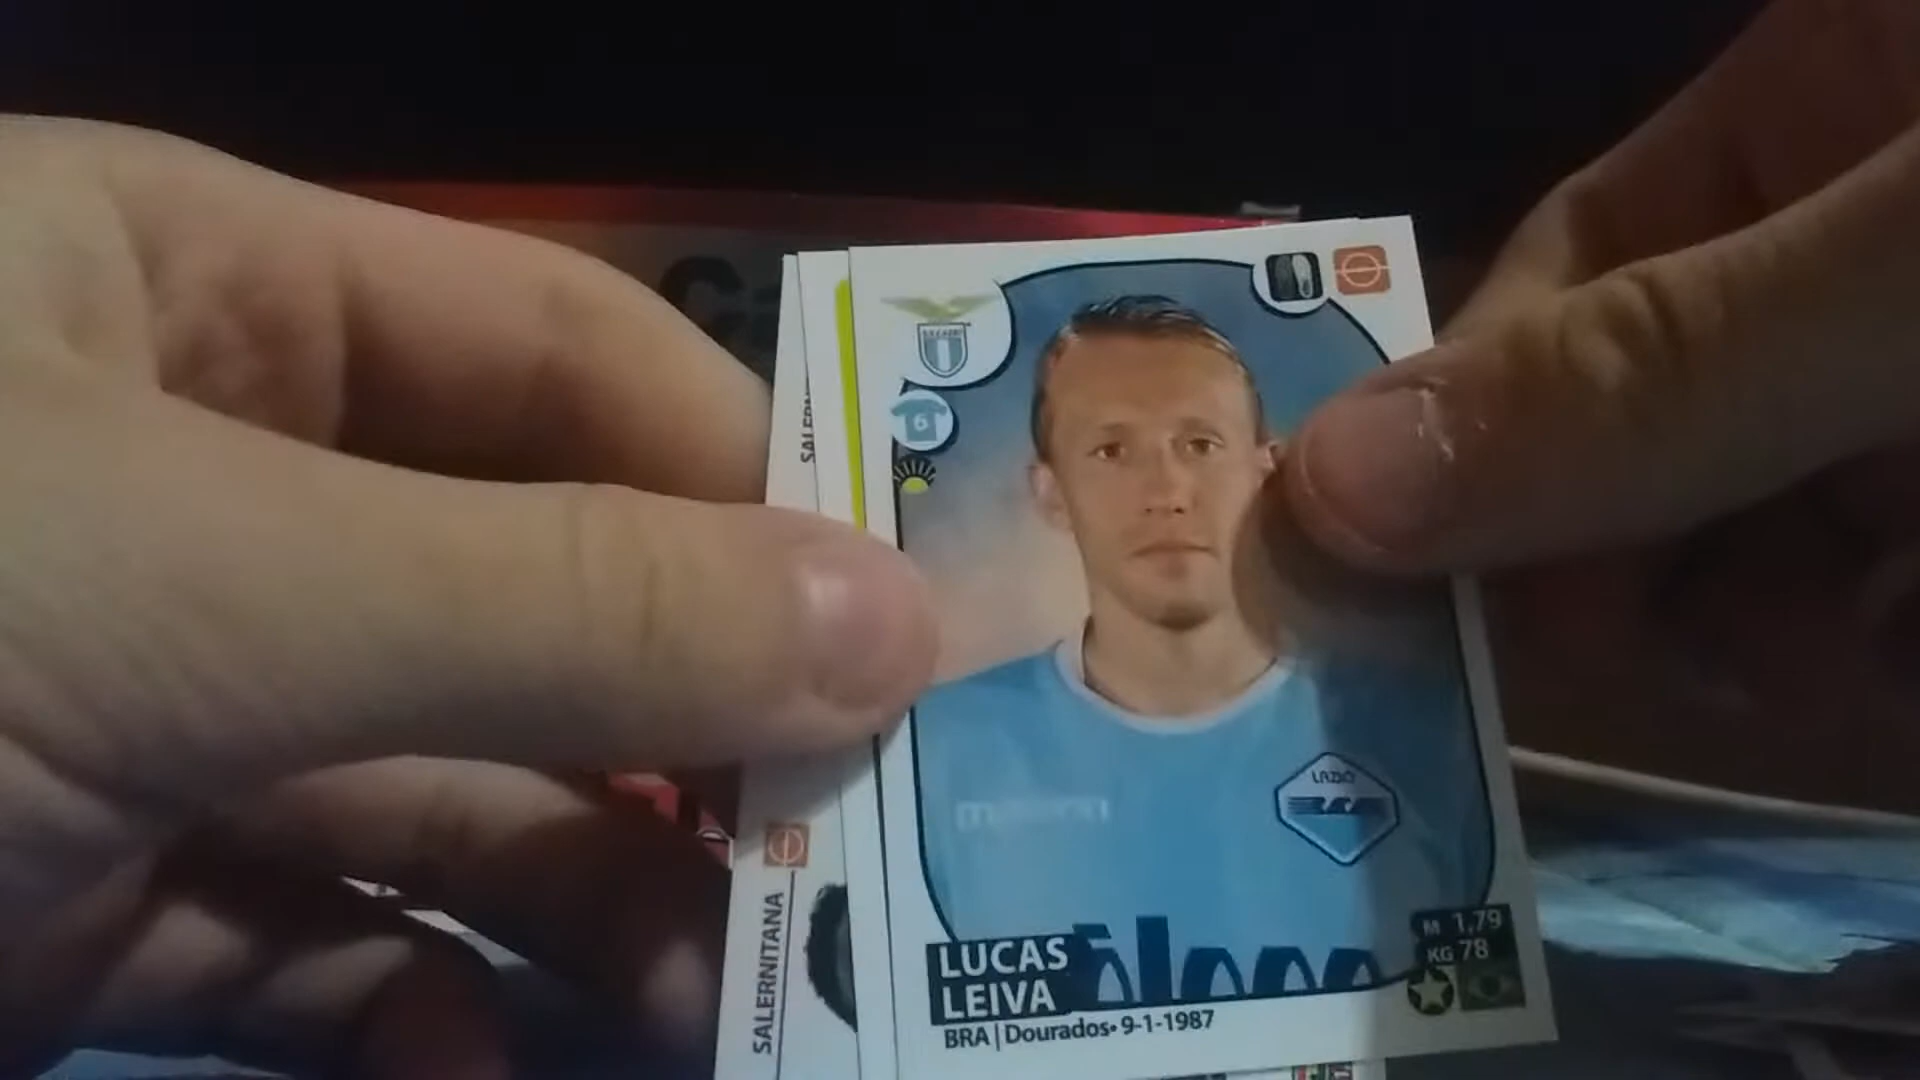 6
LAZIO
M 1,79
KG 78
LUCAS
LEIVA
BRA | Dourados • 9-1-1987
SALERNITANA